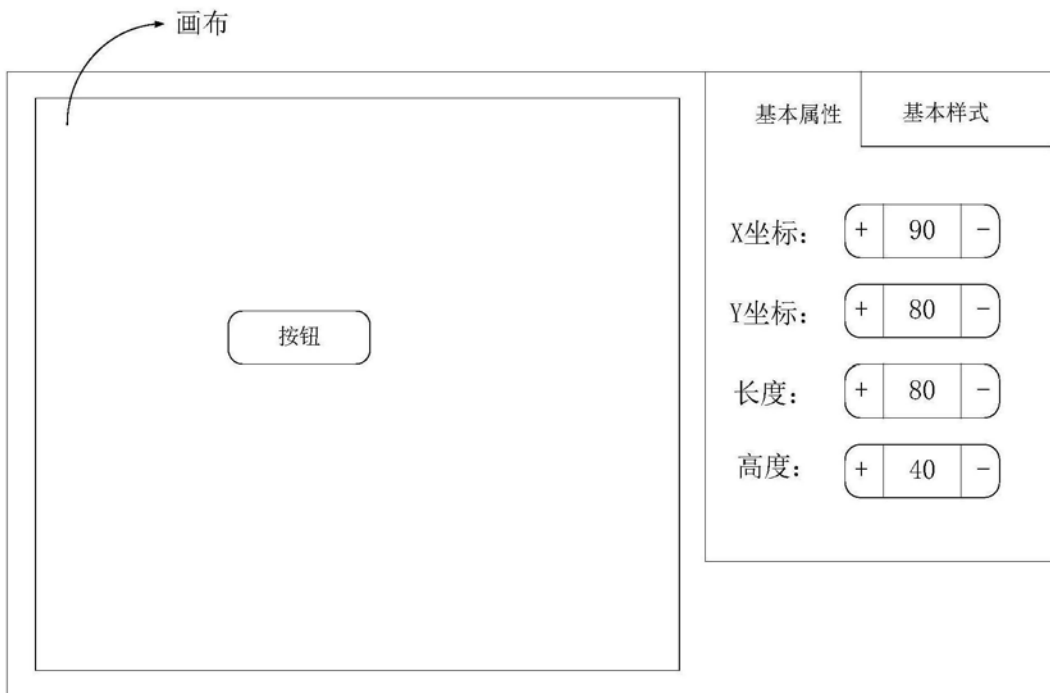 画布
基本属性 基本样式
X坐标： + 90 −
Y坐标： + 80 −
按钮
长度： + 80 −
高度： + 40 −